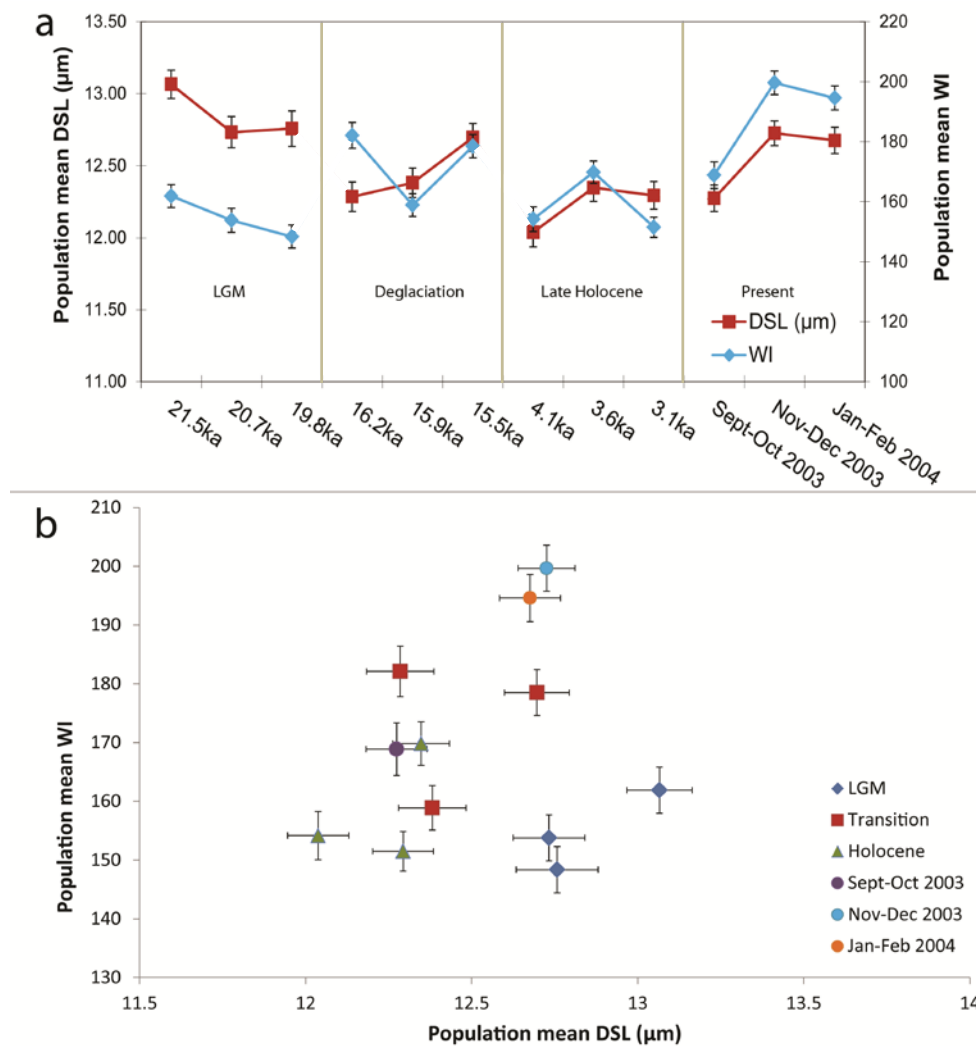 a
Population mean DSL (µm)
Population mean WI
13.50
13.00
12.50
12.00
11.50
11.00
220
200
180
160
140
120
100
LGM
Deglaciation
Late Holocene
Present
DSL (µm)
WI
21.5ka
20.7ka
19.8ka
16.2ka
15.9ka
15.5ka
4.1ka
3.6ka
3.1ka
Sept-Oct 2003
Nov-Dec 2003
Jan-Feb 2004
b
Population mean WI
210
200
190
180
170
160
150
140
130
LGM
Transition
Holocene
Sept-Oct 2003
Nov-Dec 2003
Jan-Feb 2004
11.5
12
12.5
13
13.5
14
Population mean DSL (µm)